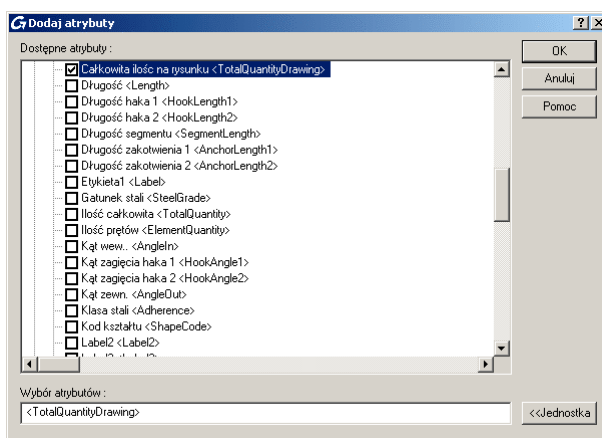 Dodaj atrybuty
Dostępne atrybuty :
OK
Anuluj
Pomoc
Całkowita ilośc na rysunku <TotalQuantityDrawing>
Długość <Length>
Długość haka 1 <HookLength1>
Długość haka 2 <HookLength2>
Długość segmentu <SegmentLength>
Długość zakotwienia 1 <AnchorLength1>
Długość zakotwienia 2 <AnchorLength2>
Etykieta1 <Label>
Gatunek stali <SteelGrade>
Ilość całkowita <TotalQuantity>
Ilość prętów <ElementQuantity>
Kąt wew.. <AngleIn>
Kąt zagięcia haka 1 <HookAngle1>
Kąt zagięcia haka 2 <HookAngle2>
Kąt zewn. <AngleOut>
Klasa stali <Adherence>
Kod kształtu <ShapeCode>
Label2 <Label2>
Wybór atrybutów :
<TotalQuantityDrawing>
<<Jednostka